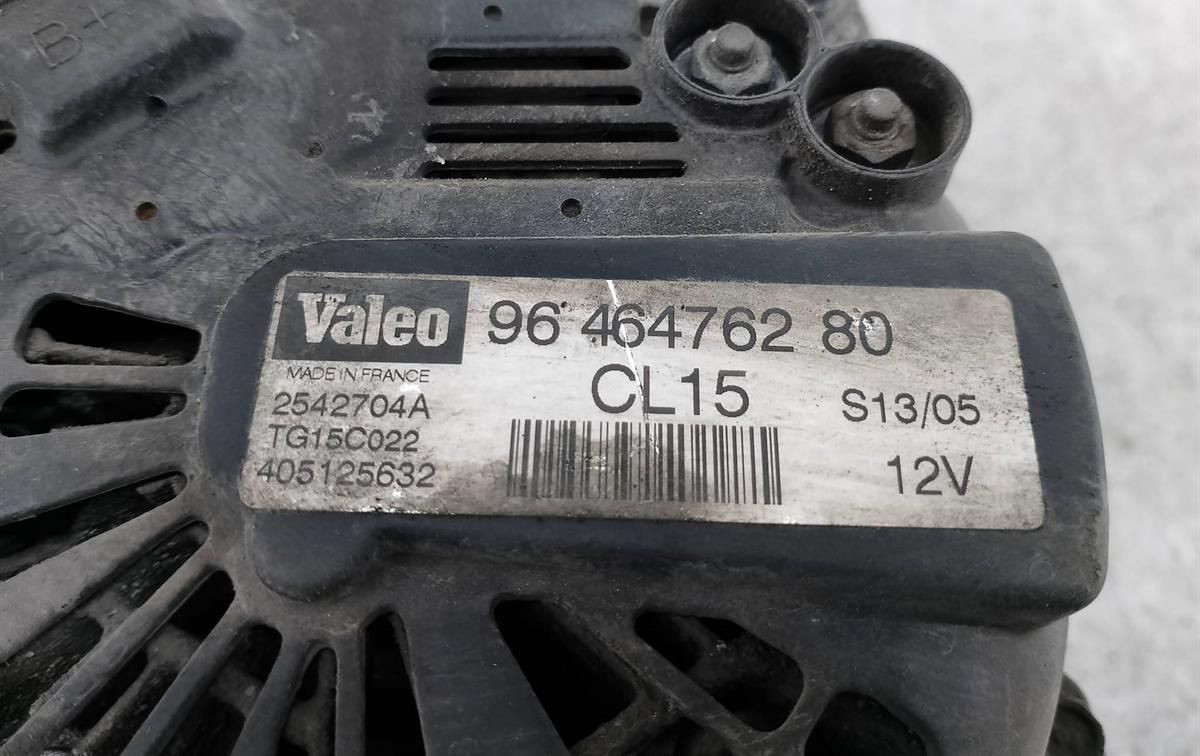 B+
Valeo 96 464762 80
MADE IN FRANCE
CL15
2542704A
S13/05
TG15C022
405125632
12V